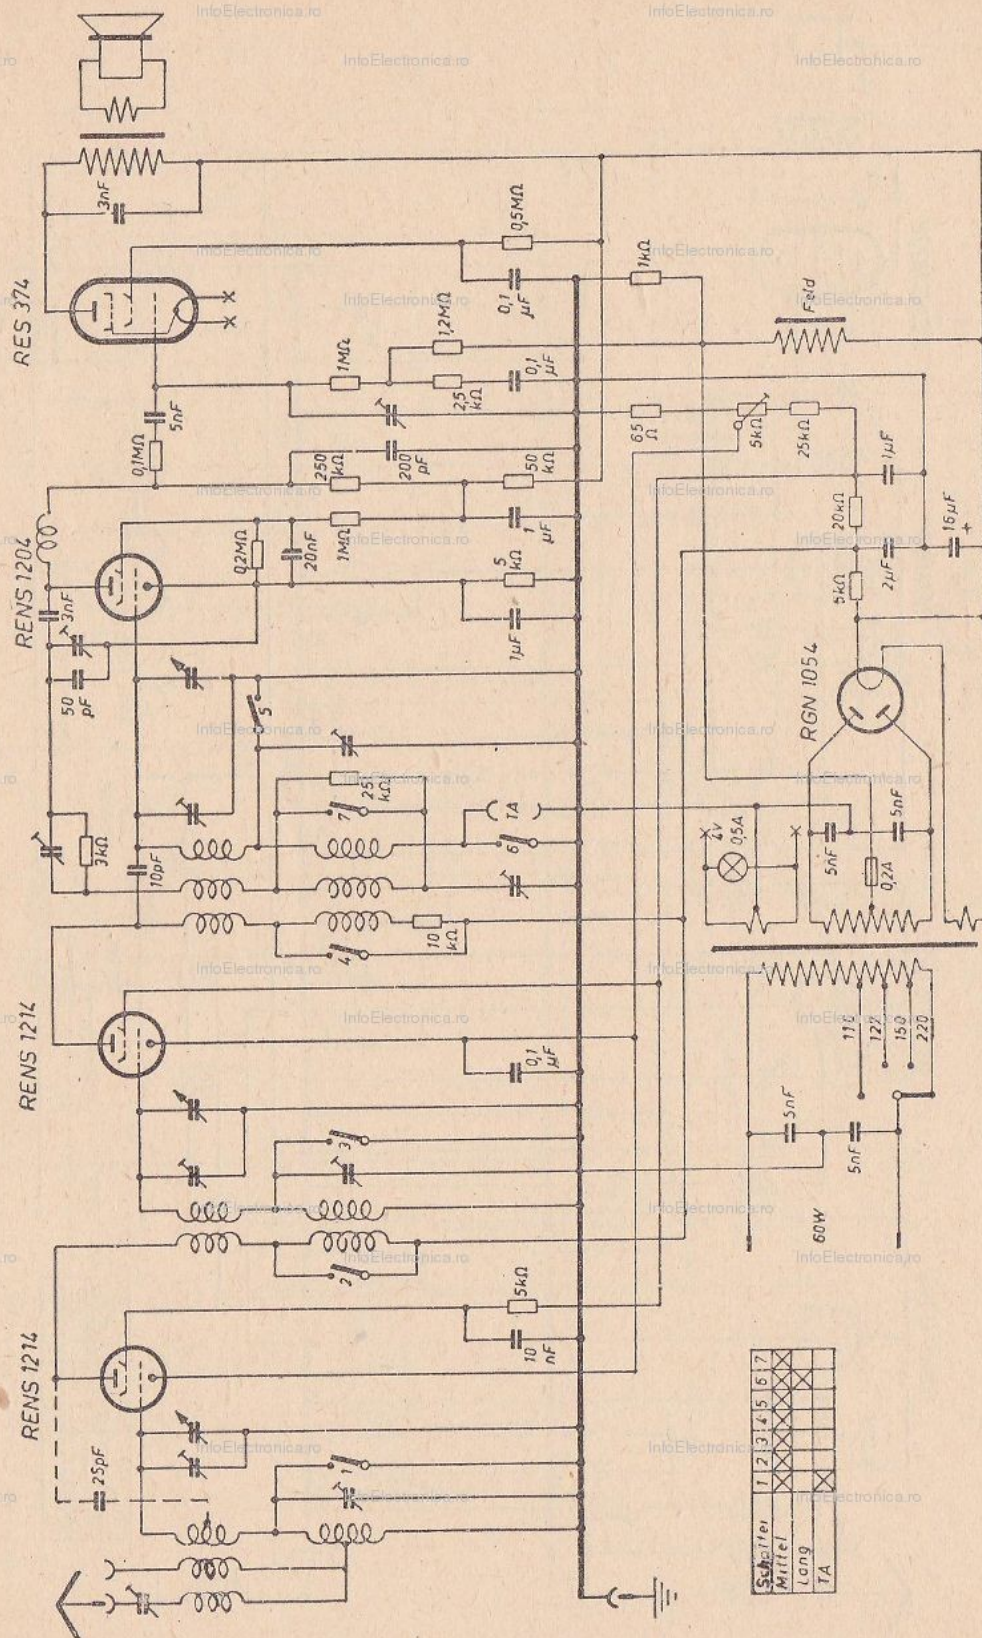 InfoElectronica.ro
RENS 1214
RENS 1214
RENS 1204
RES 374
RGN 1054
25pF
10 nF
5kΩ
0,1 µF
10 kΩ
10pF
3kΩ
50 pF
3nF
25 kΩ
TA
1µF
5 kΩ
0,2MΩ
20nF
1MΩ
1 µF
50 kΩ
250 kΩ
200 pF
0,1MΩ
5nF
1MΩ
2,5 kΩ
0,1 µF
1,2MΩ
0,1 µF
0,5MΩ
3nF
1kΩ
Feld
65 Ω
5kΩ
25kΩ
1µF
20kΩ
2µF
5kΩ
16µF
+
4V
0,5A
5nF
5nF
0,2A
110
127
150
220
5nF
5nF
60W
1
2
3
4
5
6
7
Schalter 1 2 3 4 5 6 7
Mittel
Lang
TA